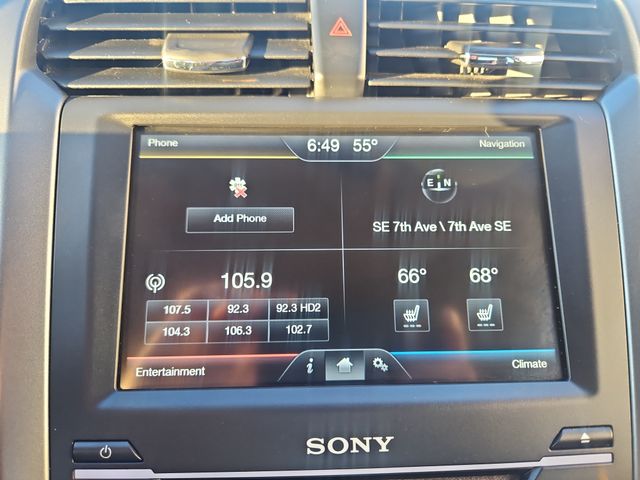 Phone 6:49 55° Navigation
E N
Add Phone
SE 7th Ave \ 7th Ave SE
105.9
66° 68°
107.5 92.3 92.3 HD2
104.3 106.3 102.7
Entertainment i Climate
SONY